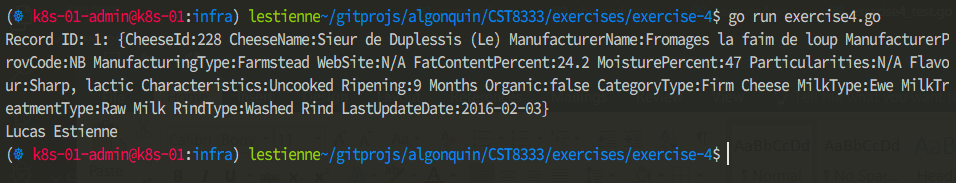 (☸ k8s-01-admin@k8s-01:infra) lestienne~/gitprojs/algonquin/CST8333/exercises/exercise-4$ go run exercise4.go
Record ID: 1: {CheeseId:228 CheeseName:Sieur de Duplessis (Le) ManufacturerName:Fromages la faim de loup ManufacturerP
rovCode:NB ManufacturingType:Farmstead WebSite:N/A FatContentPercent:24.2 MoisturePercent:47 Particularities:N/A Flavo
ur:Sharp, lactic Characteristics:Uncooked Ripening:9 Months Organic:false CategoryType:Firm Cheese MilkType:Ewe MilkTr
eatmentType:Raw Milk RindType:Washed Rind LastUpdateDate:2016-02-03}
Lucas Estienne
(☸ k8s-01-admin@k8s-01:infra) lestienne~/gitprojs/algonquin/CST8333/exercises/exercise-4$